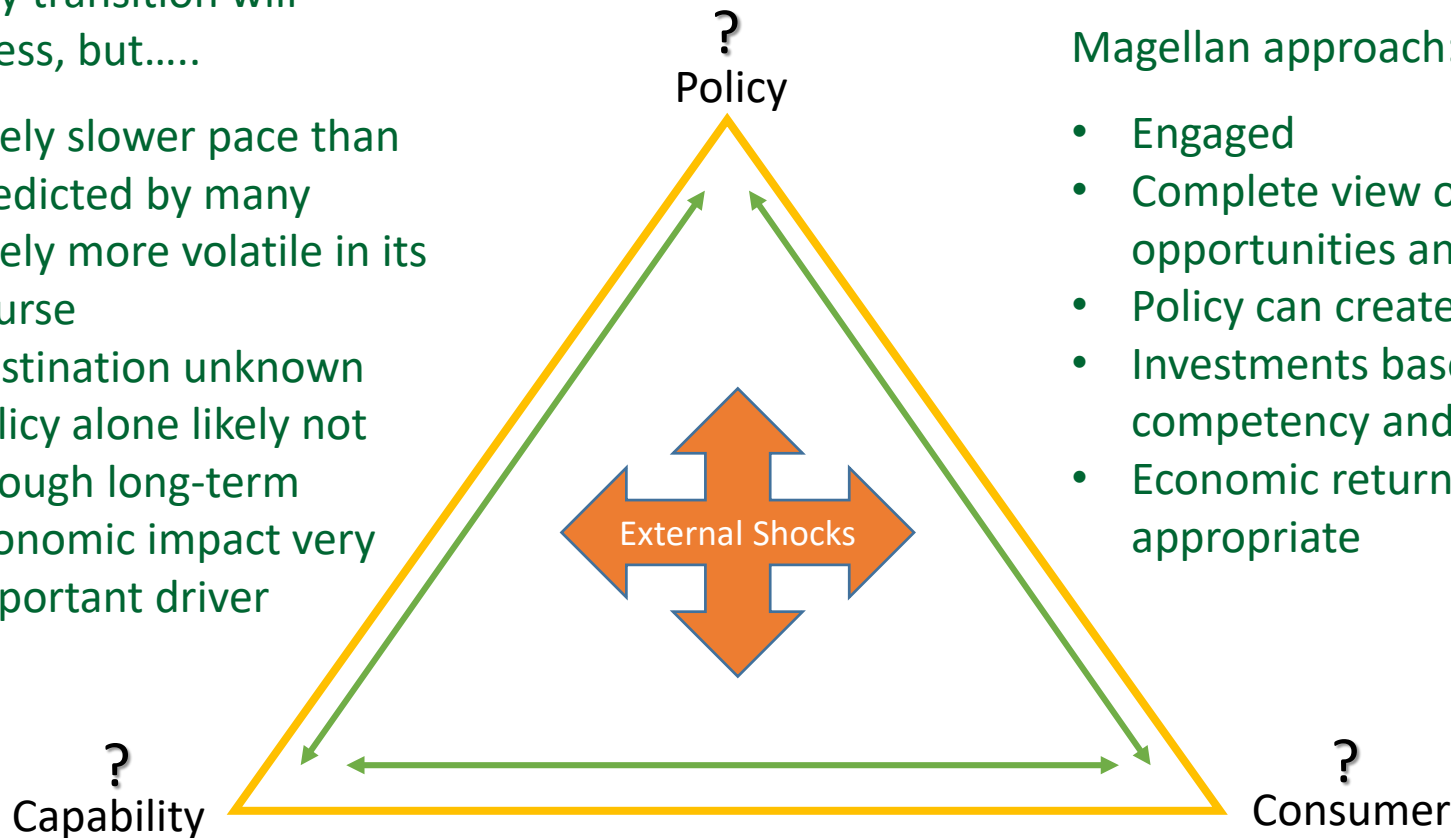 y transition will
ess, but…..
ely slower pace than
edicted by many
ely more volatile in its
urse
stination unknown
licy alone likely not
ough long-term
onomic impact very
portant driver
?
Policy
External Shocks
?
Capability
?
Consumer
Magellan approach:
• Engaged
• Complete view o
opportunities an
• Policy can create
• Investments base
competency and
• Economic return
appropriate